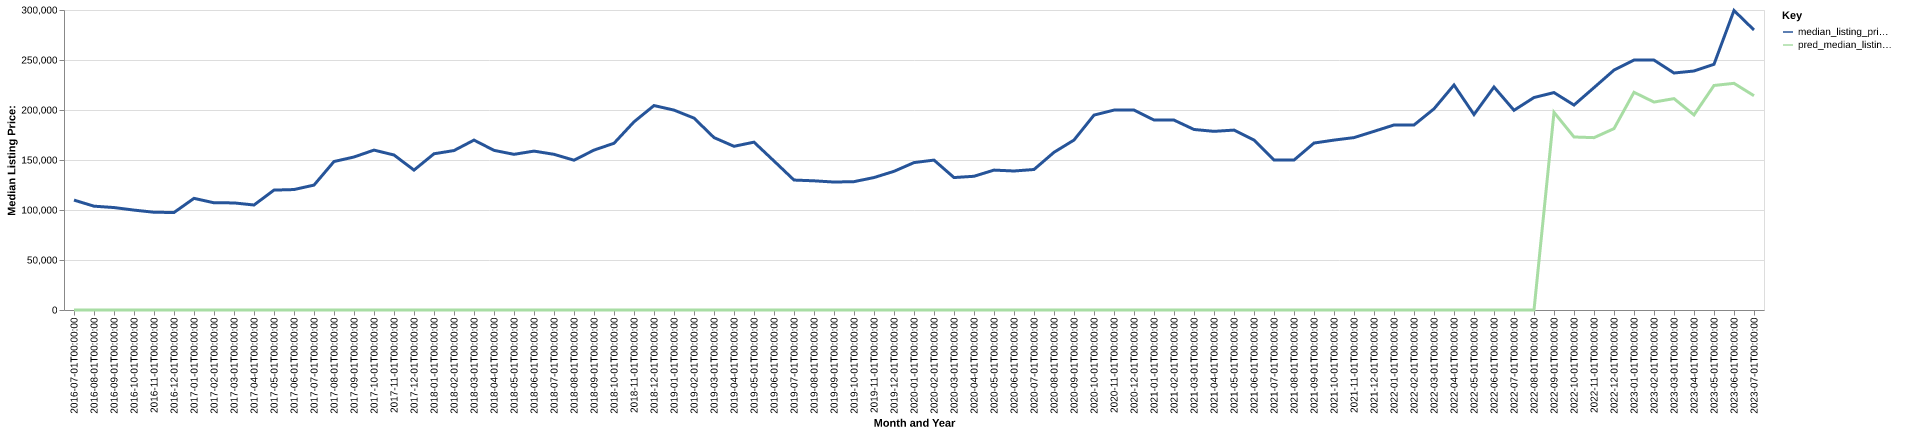 300,000
250,000
200,000
150,000
100,000
50,000
0
Median Listing Price:
2016-07-01T00:00:00
2016-08-01T00:00:00
2016-09-01T00:00:00
2016-10-01T00:00:00
2016-11-01T00:00:00
2016-12-01T00:00:00
2017-01-01T00:00:00
2017-02-01T00:00:00
2017-03-01T00:00:00
2017-04-01T00:00:00
2017-05-01T00:00:00
2017-06-01T00:00:00
2017-07-01T00:00:00
2017-08-01T00:00:00
2017-09-01T00:00:00
2017-10-01T00:00:00
2017-11-01T00:00:00
2017-12-01T00:00:00
2018-01-01T00:00:00
2018-02-01T00:00:00
2018-03-01T00:00:00
2018-04-01T00:00:00
2018-05-01T00:00:00
2018-06-01T00:00:00
2018-07-01T00:00:00
2018-08-01T00:00:00
2018-09-01T00:00:00
2018-10-01T00:00:00
2018-11-01T00:00:00
2018-12-01T00:00:00
2019-01-01T00:00:00
2019-02-01T00:00:00
2019-03-01T00:00:00
2019-04-01T00:00:00
2019-05-01T00:00:00
2019-06-01T00:00:00
2019-07-01T00:00:00
2019-08-01T00:00:00
2019-09-01T00:00:00
2019-10-01T00:00:00
2019-11-01T00:00:00
2019-12-01T00:00:00
2020-01-01T00:00:00
2020-02-01T00:00:00
2020-03-01T00:00:00
2020-04-01T00:00:00
2020-05-01T00:00:00
2020-06-01T00:00:00
2020-07-01T00:00:00
2020-08-01T00:00:00
2020-09-01T00:00:00
2020-10-01T00:00:00
2020-11-01T00:00:00
2020-12-01T00:00:00
2021-01-01T00:00:00
2021-02-01T00:00:00
2021-03-01T00:00:00
2021-04-01T00:00:00
2021-05-01T00:00:00
2021-06-01T00:00:00
2021-07-01T00:00:00
2021-08-01T00:00:00
2021-09-01T00:00:00
2021-10-01T00:00:00
2021-11-01T00:00:00
2021-12-01T00:00:00
2022-01-01T00:00:00
2022-02-01T00:00:00
2022-03-01T00:00:00
2022-04-01T00:00:00
2022-05-01T00:00:00
2022-06-01T00:00:00
2022-07-01T00:00:00
2022-08-01T00:00:00
2022-09-01T00:00:00
2022-10-01T00:00:00
2022-11-01T00:00:00
2022-12-01T00:00:00
2023-01-01T00:00:00
2023-02-01T00:00:00
2023-03-01T00:00:00
2023-04-01T00:00:00
2023-05-01T00:00:00
2023-06-01T00:00:00
2023-07-01T00:00:00
Month and Year
Key
median_listing_pri…
pred_median_listin…